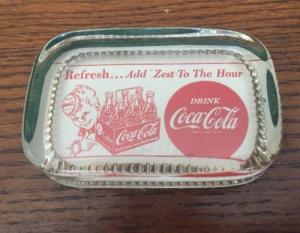 Refresh... Add Zest To The Hour
DRINK
Coca-Cola
Coca-Cola